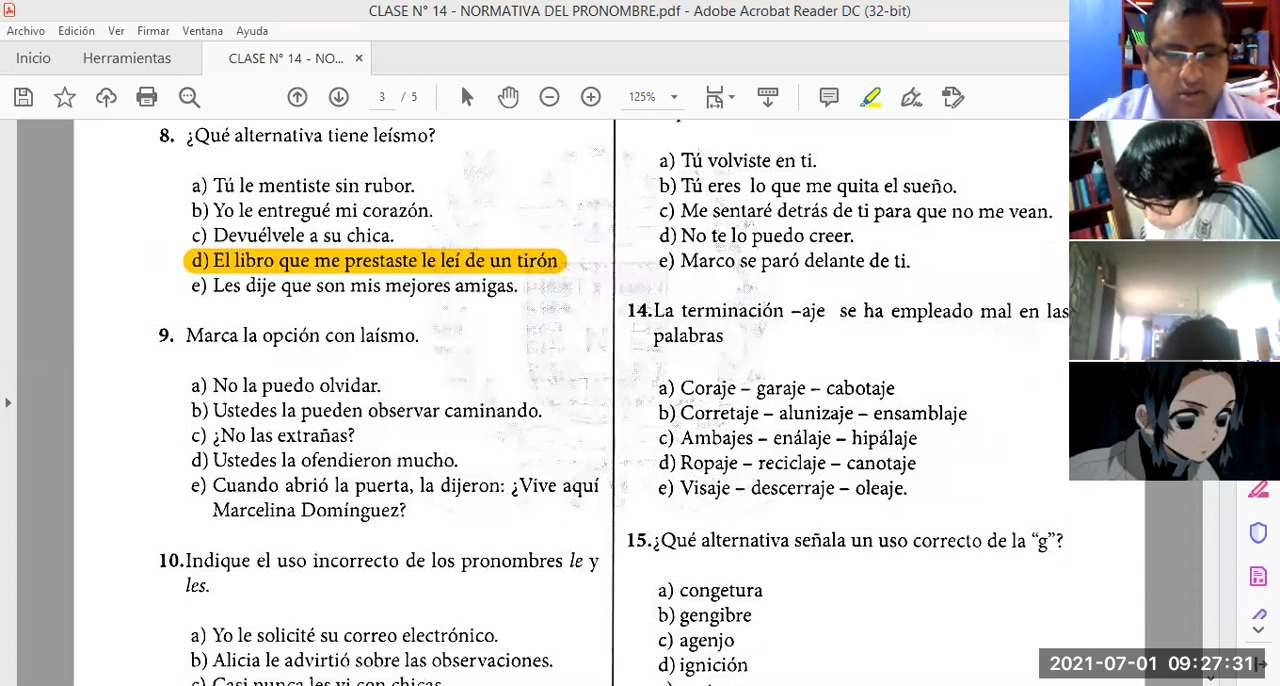 CLASE N° 14 - NORMATIVA DEL PRONOMBRE.pdf - Adobe Acrobat Reader DC (32-bit)
Archivo Edición Ver Firmar Ventana Ayuda
Inicio Herramientas CLASE N° 14 - NO... ×
3 / 5 125%
8. ¿Qué alternativa tiene leísmo?
a) Tú le mentiste sin rubor.
b) Yo le entregué mi corazón.
c) Devuélvele a su chica.
d) El libro que me prestaste le leí de un tirón
e) Les dije que son mis mejores amigas.
9. Marca la opción con laísmo.
a) No la puedo olvidar.
b) Ustedes la pueden observar caminando.
c) ¿No las extrañas?
d) Ustedes la ofendieron mucho.
e) Cuando abrió la puerta, la dijeron: ¿Vive aquí
Marcelina Domínguez?
10.Indique el uso incorrecto de los pronombres le y
les.
a) Yo le solicité su correo electrónico.
b) Alicia le advirtió sobre las observaciones.
c) Casi nunca les vi con chicas
a) Tú volviste en ti.
b) Tú eres lo que me quita el sueño.
c) Me sentaré detrás de ti para que no me vean.
d) No te lo puedo creer.
e) Marco se paró delante de ti.
14.La terminación –aje se ha empleado mal en las
palabras
a) Coraje – garaje – cabotaje
b) Corretaje – alunizaje – ensamblaje
c) Ambajes – enálaje – hipálaje
d) Ropaje – reciclaje – canotaje
e) Visaje – descerraje – oleaje.
15.¿Qué alternativa señala un uso correcto de la “g”?
a) congetura
b) gengibre
c) agenjo
d) ignición
2021-07-01 09:27:31